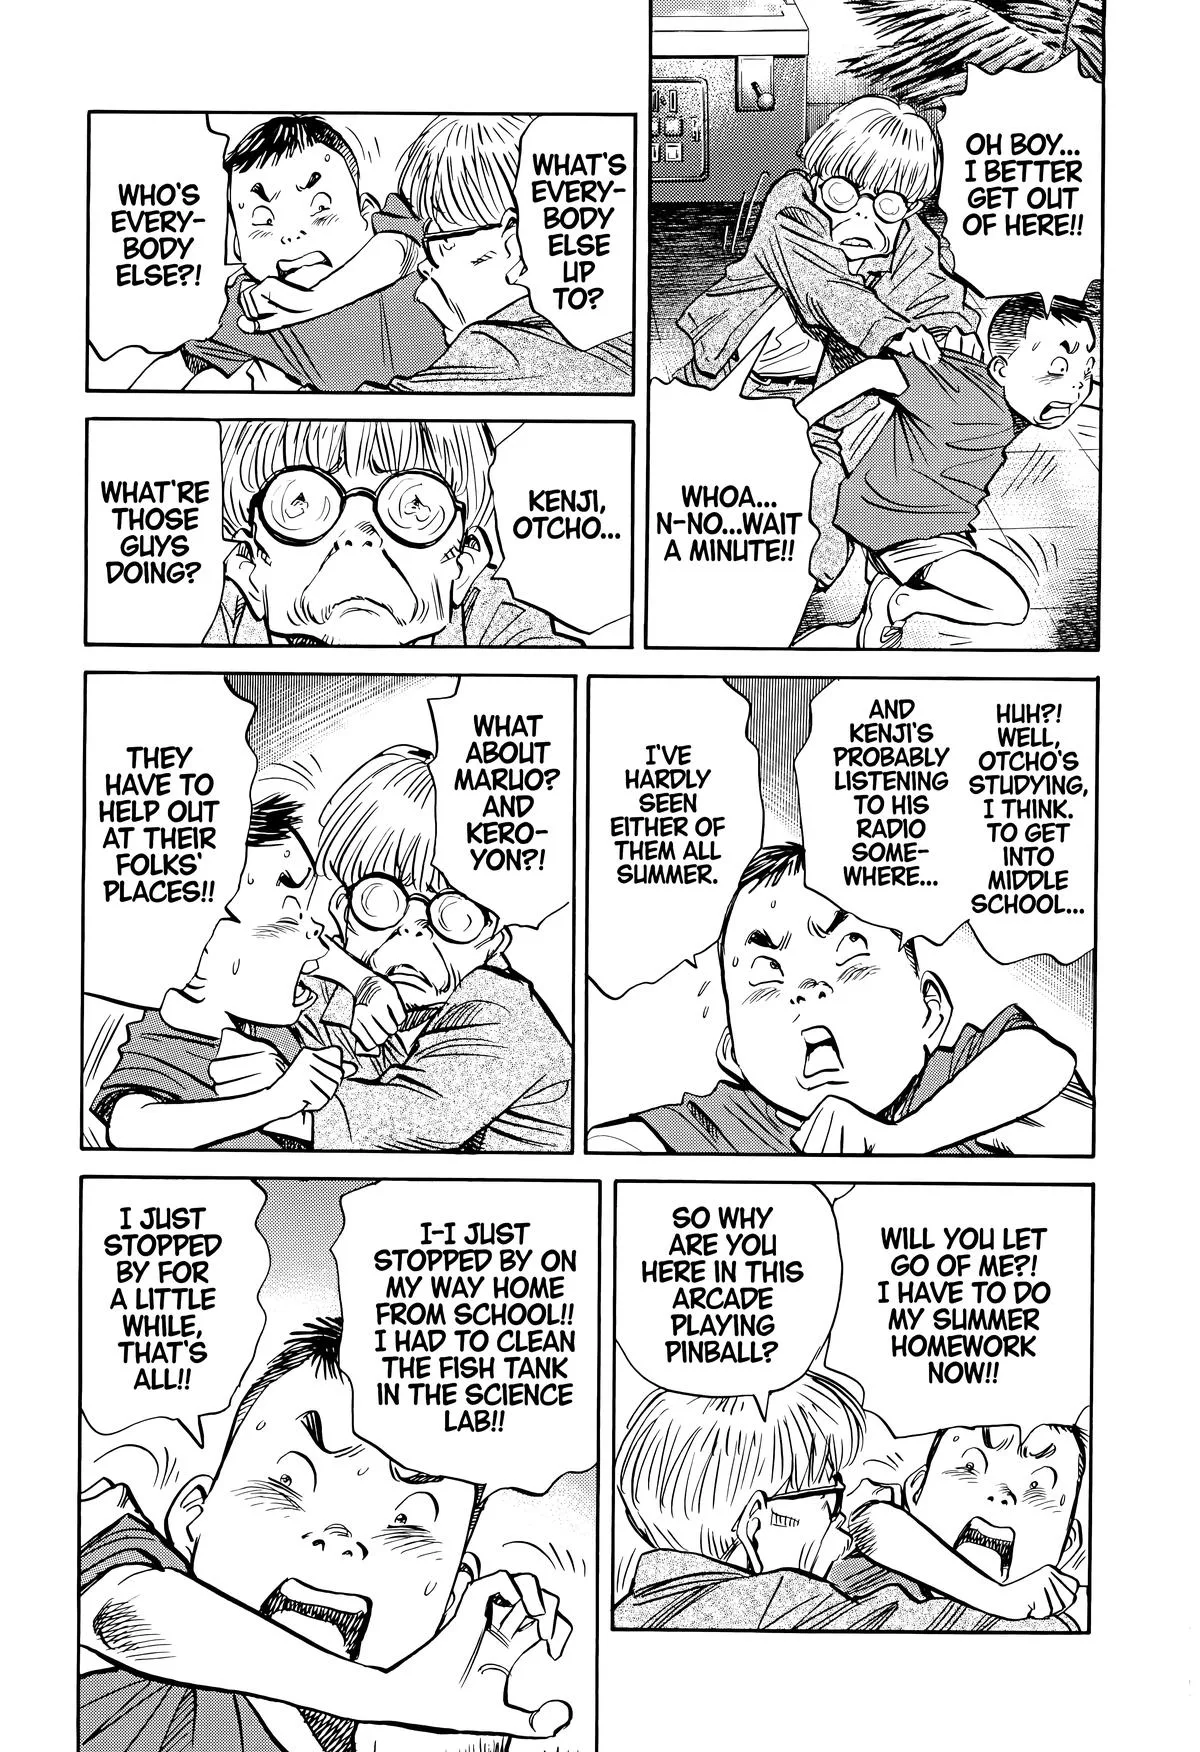 OH BOY...
I BETTER
GET OUT
OF HERE!!
WHOA...
N-NO...WAIT
A MINUTE!!
WHAT'S
EVERY-
BODY
ELSE
UP
TO?
WHO'S
EVERY-
BODY
ELSE?!
KENJI,
OTCHO...
WHAT'RE
THOSE
GUYS
DOING?
HUH?!
WELL,
OTCHO'S
STUDYING,
I THINK.
TO GET
INTO
MIDDLE
SCHOOL...
AND
KENJI'S
PROBABLY
LISTENING
TO HIS
RADIO
SOME-
WHERE...
I'VE
HARDLY
SEEN
EITHER OF
THEM ALL
SUMMER.
WHAT
ABOUT
MARUO?
AND
KERO-
YON?!
THEY
HAVE TO
HELP OUT
AT THEIR
FOLKS'
PLACES!!
WILL YOU LET
GO OF ME?!
I HAVE TO DO
MY SUMMER
HOMEWORK
NOW!!
SO WHY
ARE YOU
HERE IN THIS
ARCADE
PLAYING
PINBALL?
I-I JUST
STOPPED BY ON
MY WAY HOME
FROM SCHOOL!!
I HAD TO CLEAN
THE FISH TANK
IN THE SCIENCE
LAB!!
I JUST
STOPPED
BY FOR
A LITTLE
WHILE,
THAT'S
ALL!!